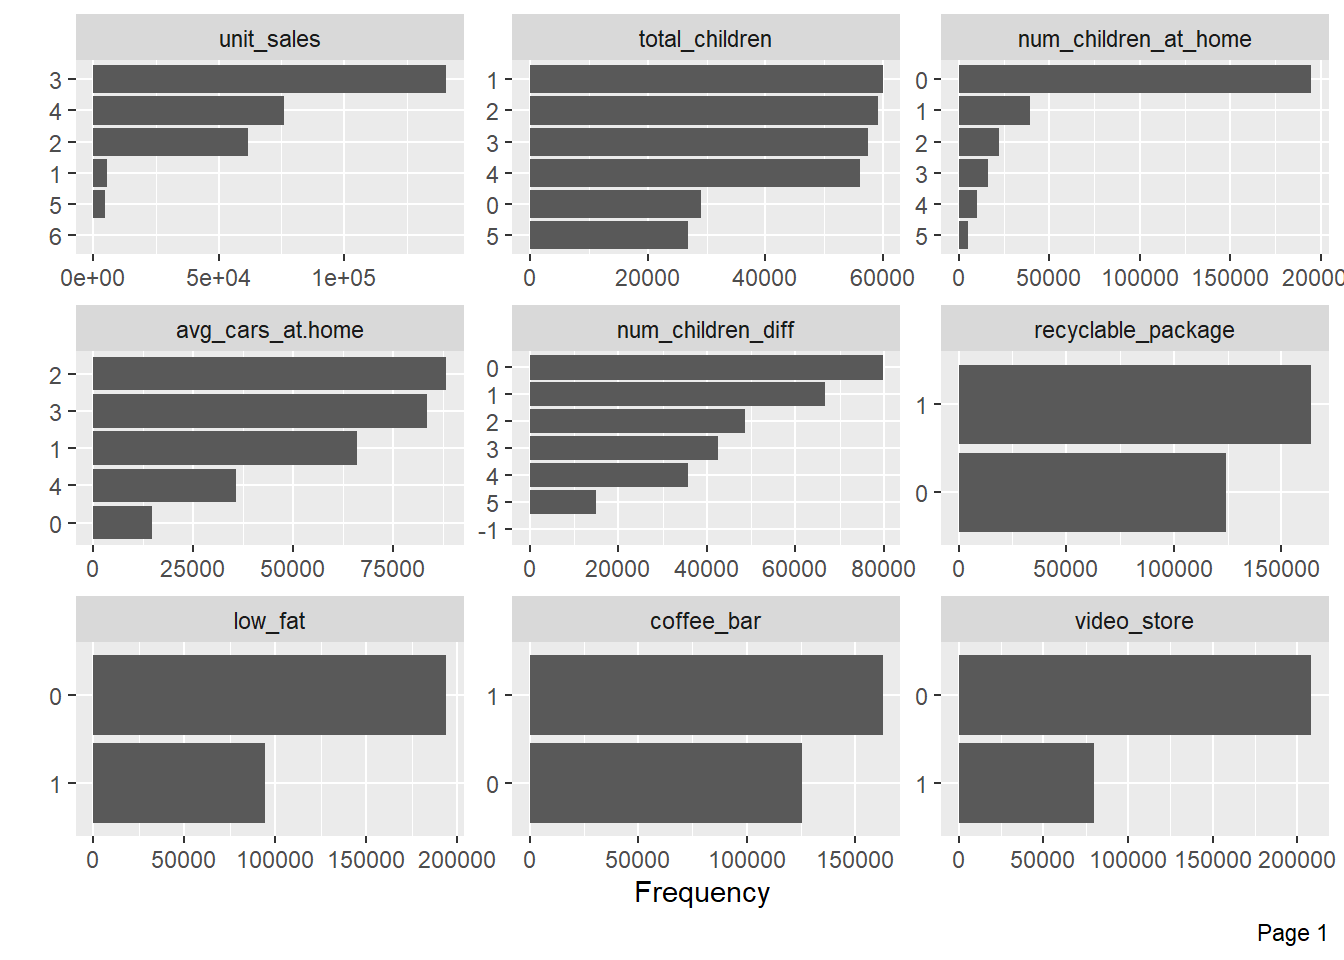 unit_sales total_children num_children_at_home
3 1 0
4 2 1
2 3 2
1 4 3
5 0 4
6 5 5
0e+00 5e+04 1e+05 0 20000 40000 60000 0 50000 100000 150000 200000
avg_cars_at.home num_children_diff recyclable_package
2 0 1
3 1 0
1 2
4 3
0 4
5
-1
0 25000 50000 75000 0 20000 40000 60000 80000 0 50000 100000 150000
low_fat coffee_bar video_store
0 1 0
1 0 1
0 50000 100000 150000 200000 0 50000 100000 150000 0 50000 100000 150000 200000
Frequency
Page 1